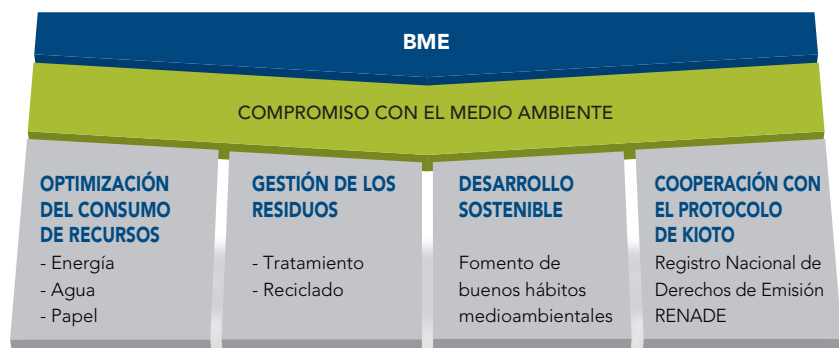 BME
COMPROMISO CON EL MEDIO AMBIENTE
OPTIMIZACIÓN
DEL CONSUMO
DE RECURSOS
- Energía
- Agua
- Papel
GESTIÓN DE LOS
RESIDUOS
- Tratamiento
- Reciclado
DESARROLLO
SOSTENIBLE
Fomento de
buenos hábitos
medioambientales
COOPERACIÓN CON
EL PROTOCOLO
DE KIOTO
Registro Nacional de
Derechos de Emisión
RENADE